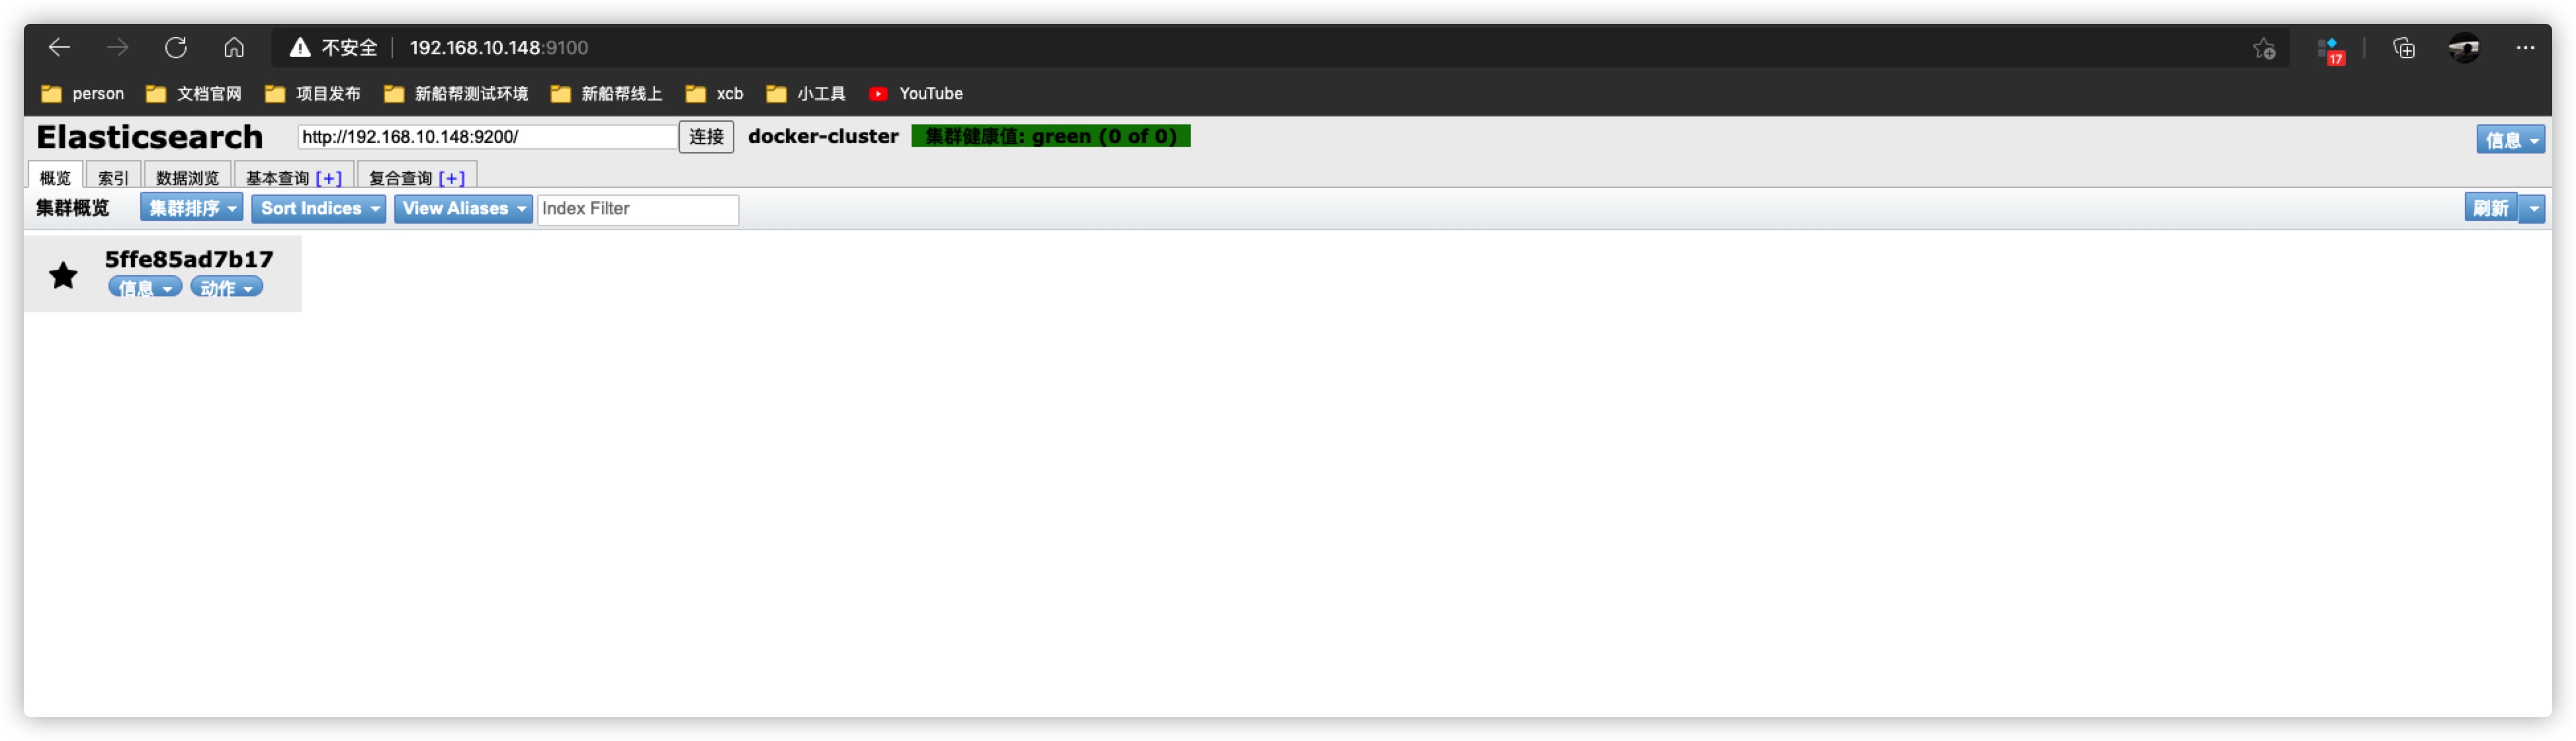 不安全 192.168.10.148:9100
17
person 文档官网 项目发布 新船帮测试环境 新船帮线上 xcb 小工具 YouTube
Elasticsearch http://192.168.10.148:9200/ 连接 docker-cluster 集群健康值: green (0 of 0) 信息
概览 索引 数据浏览 基本查询 [+] 复合查询 [+]
集群概览 集群排序 Sort Indices View Aliases Index Filter 刷新
5ffe85ad7b17
信息 动作